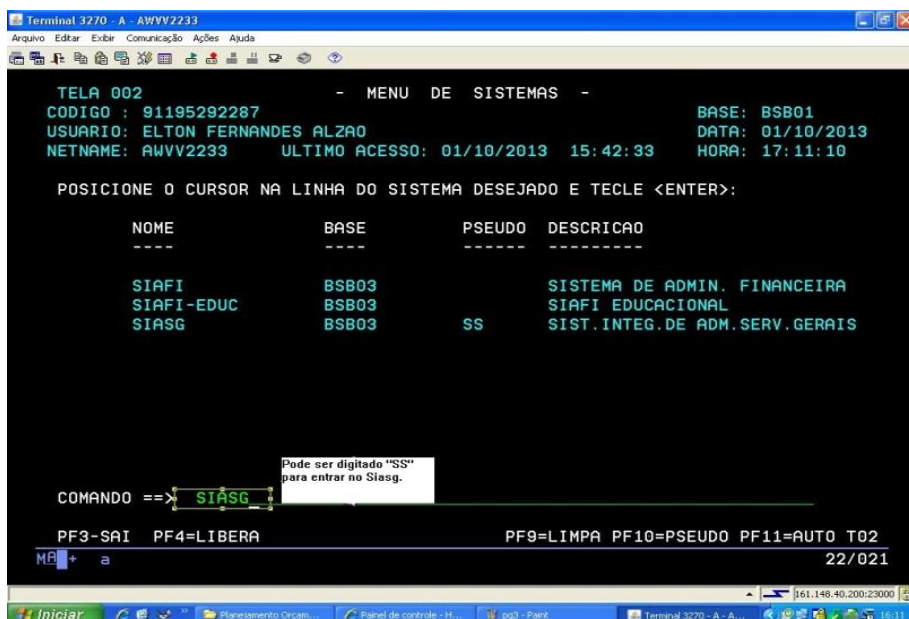 Terminal 3270 - A - AWVV2233
Arquivo Editar Exibir Comunicação Ações Ajuda
TELA 002 - MENU DE SISTEMAS -
CODIGO : 91195292287 BASE: BSB01
USUARIO: ELTON FERNANDES ALZAO DATA: 01/10/2013
NETNAME: AWVV2233 ULTIMO ACESSO: 01/10/2013 15:42:33 HORA: 17:11:10
POSICIONE O CURSOR NA LINHA DO SISTEMA DESEJADO E TECLE <ENTER>:
NOME BASE PSEUDO DESCRICAO
---- ---- ------ ---------
SIAFI BSB03 SISTEMA DE ADMIN. FINANCEIRA
SIAFI-EDUC BSB03 SIAFI EDUCACIONAL
SIASG BSB03 SS SIST.INTEG.DE ADM.SERV.GERAIS
Pode ser digitado "SS"
para entrar no Siasg.
COMANDO ==> SIASG_
PF3-SAI PF4=LIBERA PF9=LIMPA PF10=PSEUDO PF11=AUTO T02
MA + a 22/021
161.148.40.200:23000
Iniciar Planejamento Orçam... Painel de controle - H... pg3 - Paint Terminal 3270 - A - A... 16:11